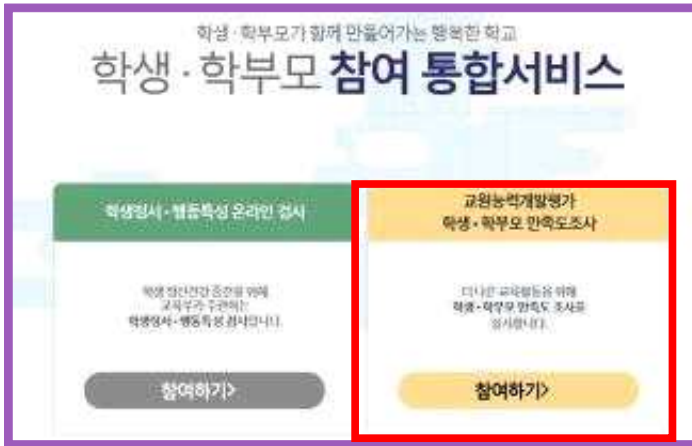 학생·학부모가 함께 만들어가는 행복한 학교
학생·학부모 참여 통합서비스
학생정서·행동특성 온라인 검사
학생 정신건강 증진을 위해
교육부가 주관하는
학생정서·행동특성 검사입니다.
참여하기>
교원능력개발평가
학생·학부모 만족도조사
더 나은 교육활동을 위해
학생·학부모 만족도 조사를
실시합니다.
참여하기>